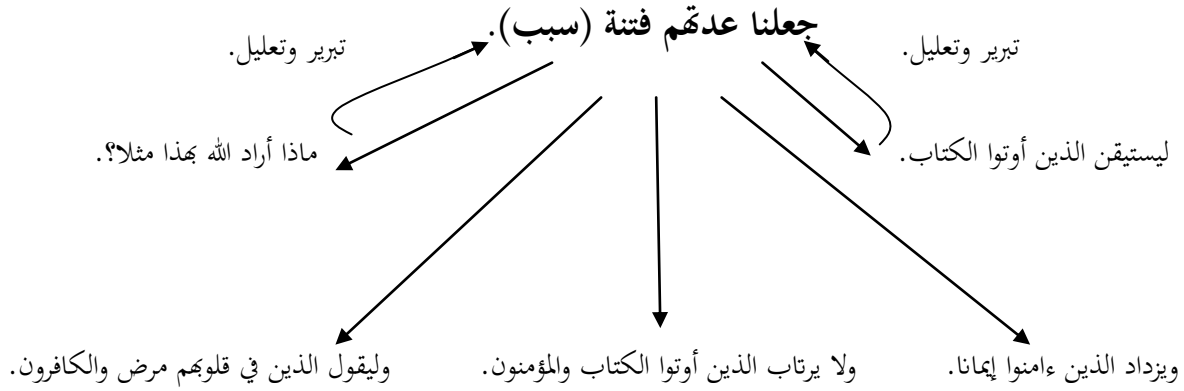 جعلنا عدتهم فتنة (سبب).
تبرير وتعليل.
تبرير وتعليل.
ليستيقن الذين أوتوا الكتاب.
ماذا أراد الله بهذا مثلا؟.
ويزداد الذين ءامنوا إيمانا.
ولا يرتاب الذين أوتوا الكتاب والمؤمنون.
وليقول الذين في قلوبهم مرض والكافرون.